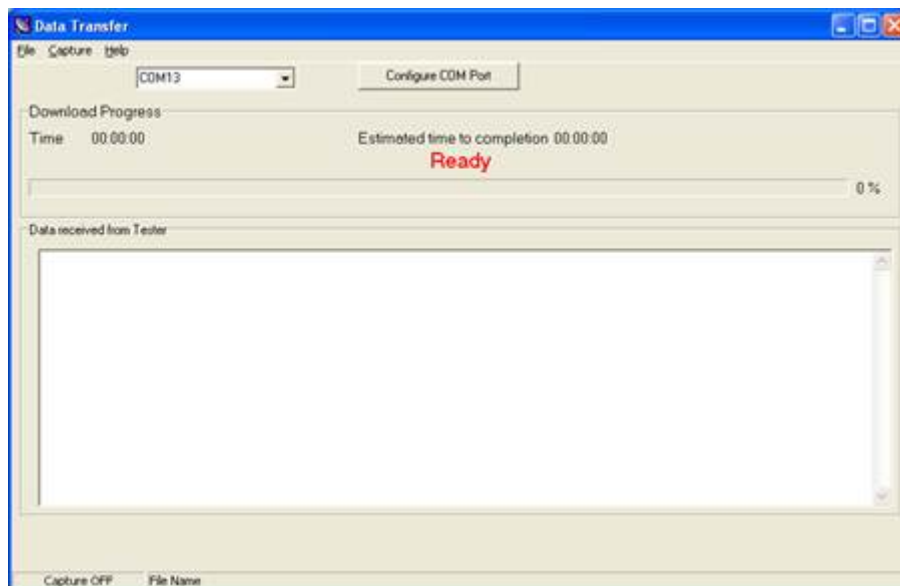 Data Transfer
File Capture Help
COM13 Configure COM Port
Download Progress
Time 00:00:00 Estimated time to completion 00:00:00
Ready
0 %
Data received from Tester
Capture OFF File Name